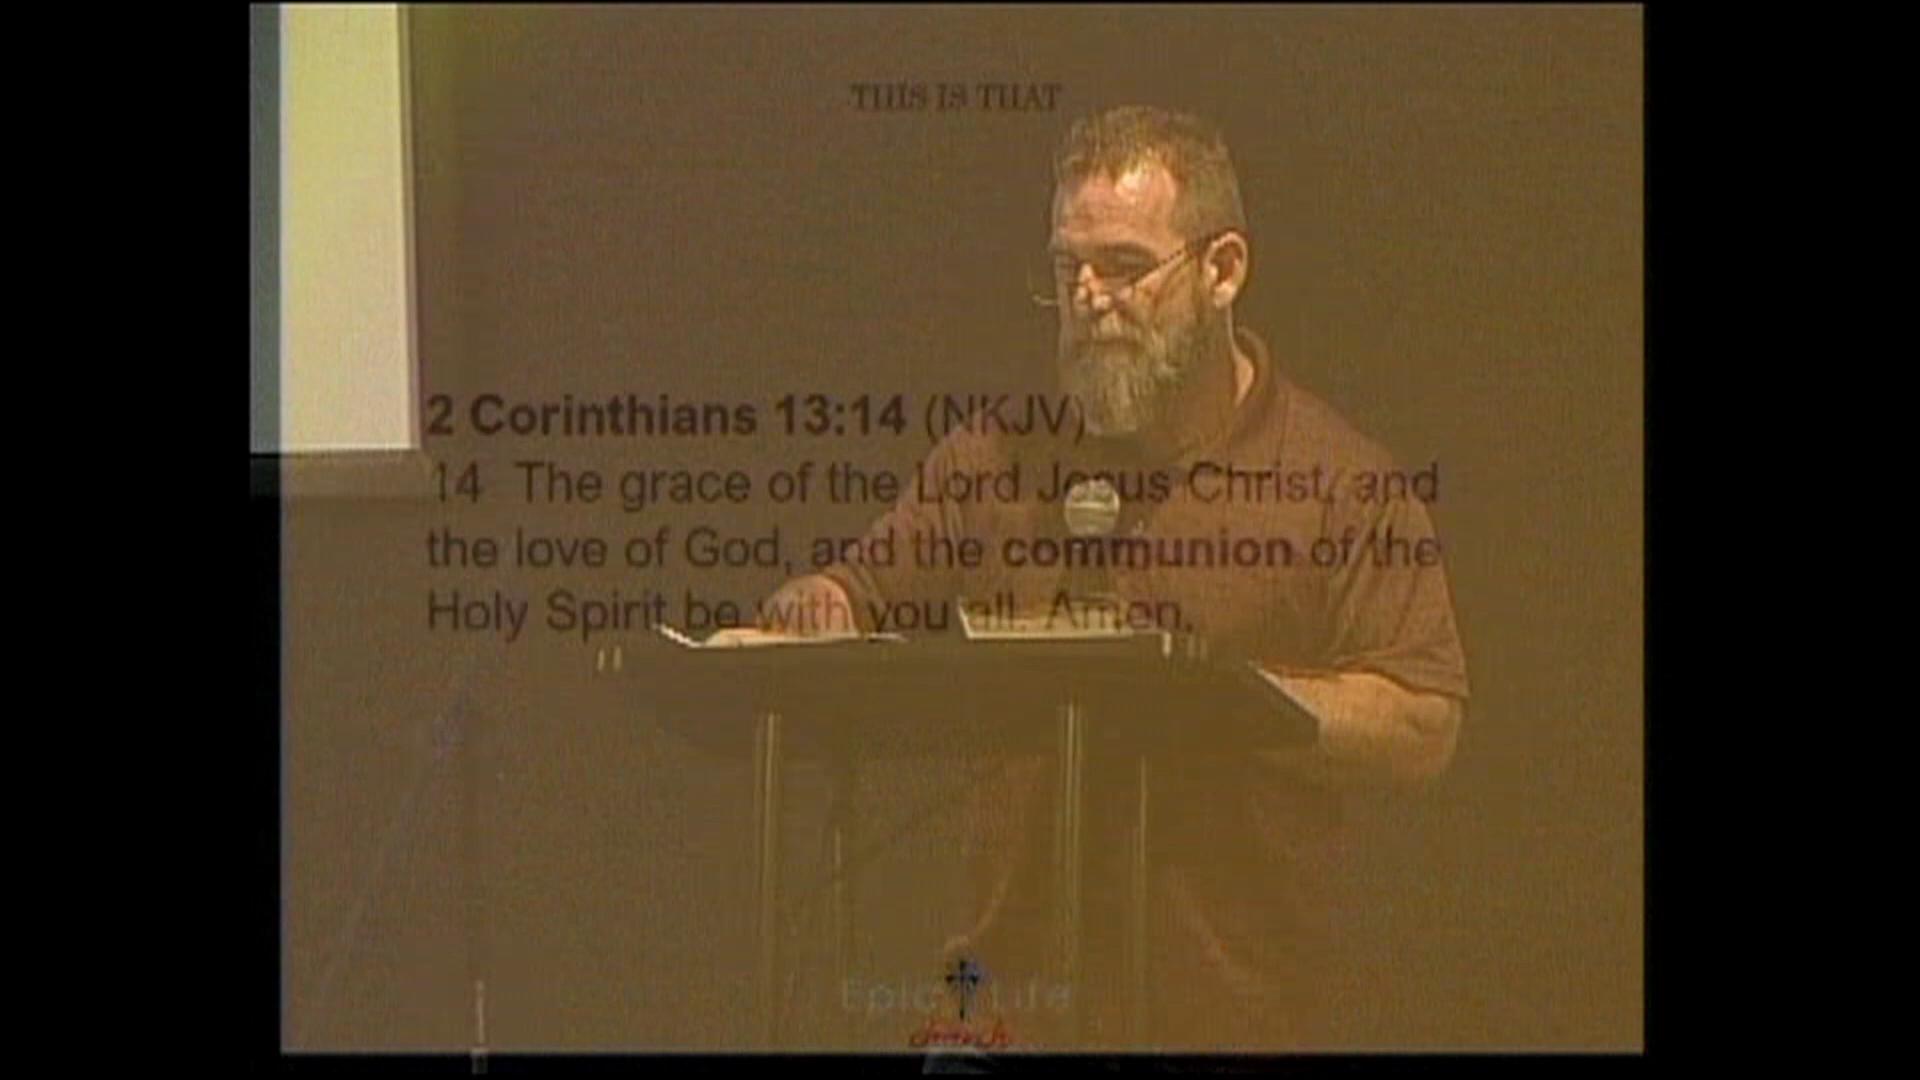 THIS IS THAT
2 Corinthians 13:14 (NKJV)
14 The grace of the Lord Jesus Christ, and
the love of God, and the communion of the
Holy Spirit be with you all. Amen.
Epic Life
church